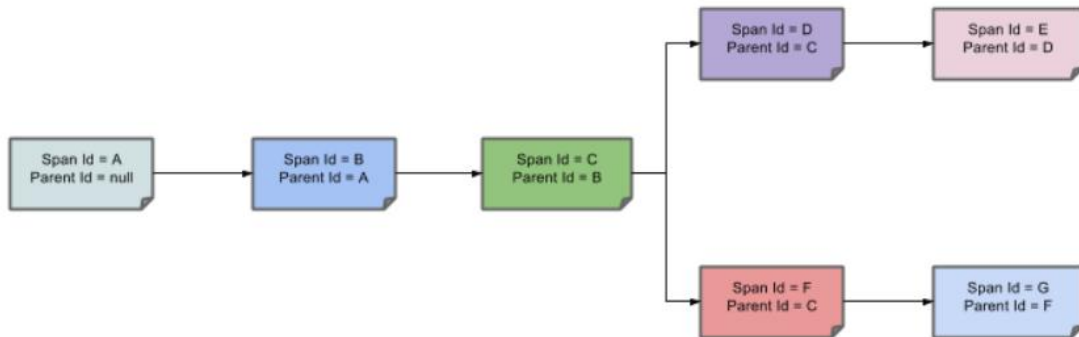 Span Id = A
Parent Id = null
Span Id = B
Parent Id = A
Span Id = C
Parent Id = B
Span Id = D
Parent Id = C
Span Id = E
Parent Id = D
Span Id = F
Parent Id = C
Span Id = G
Parent Id = F